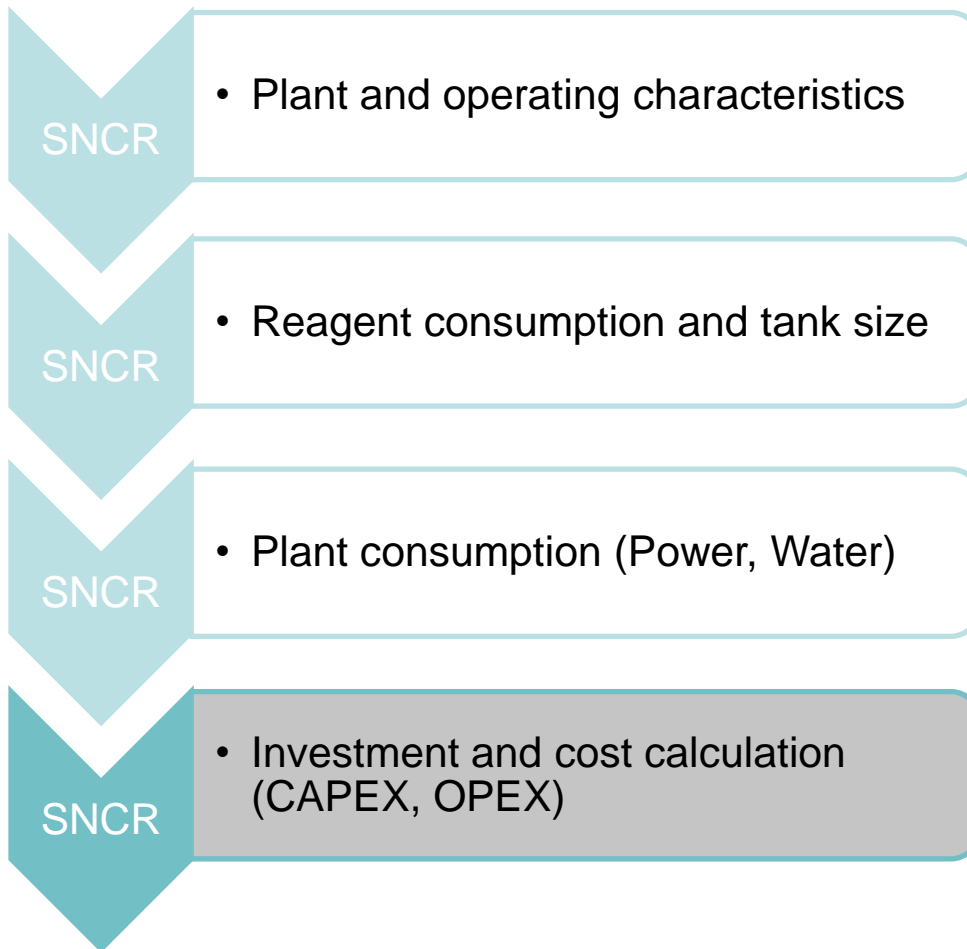 SNCR
• Plant and operating characteristics
SNCR
• Reagent consumption and tank size
SNCR
• Plant consumption (Power, Water)
SNCR
• Investment and cost calculation
(CAPEX, OPEX)